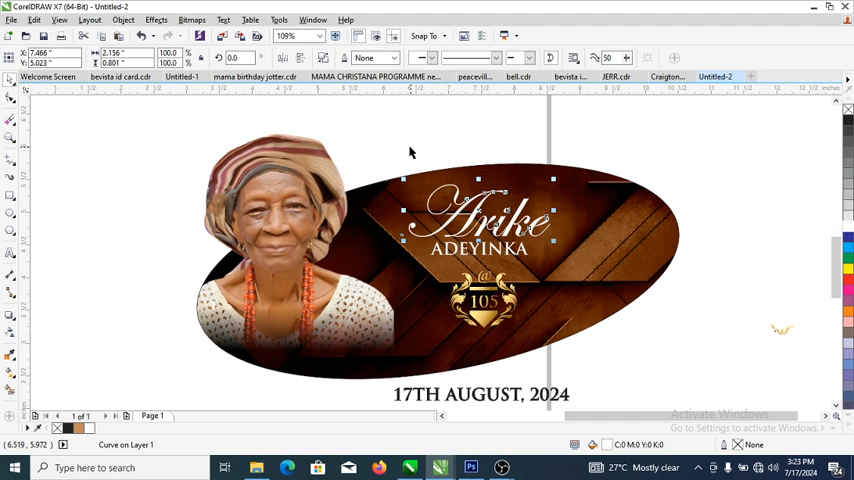 CorelDRAW X7 (64-Bit) - Untitled-2
File Edit View Layout Object Effects Bitmaps Text Table Tools Window Help
109% Snap To
X: 7.466 " 2.156 " 100.0 %
Y: 5.023 " 0.801 " 100.0 %
0.0 None 50
Welcome Screen bevista id card.cdr Untitled-1 mama birthday jotter.cdr MAMA CHRISTANA PROGRAMME ne... peacevill... bell.cdr bevista i... JERR.cdr Craigton... Untitled-2
inches
Arike
ADEYINKA
@
105
17TH AUGUST, 2024
Activate Windows
Go to Settings to activate Windows.
1 of 1 Page 1
(6.519 , 5.972 ) Curve on Layer 1 C:0 M:0 Y:0 K:0 None
Type here to search
27°C Mostly clear
3:23 PM
7/17/2024
24